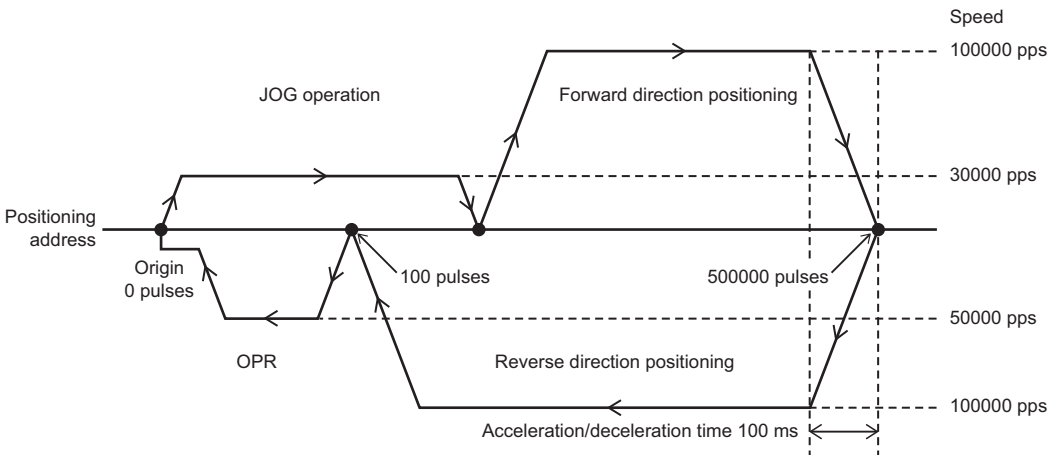 Speed
100000 pps
JOG operation
Forward direction positioning
30000 pps
Positioning
address
Origin
0 pulses
100 pulses
500000 pulses
50000 pps
OPR
Reverse direction positioning
100000 pps
Acceleration/deceleration time 100 ms